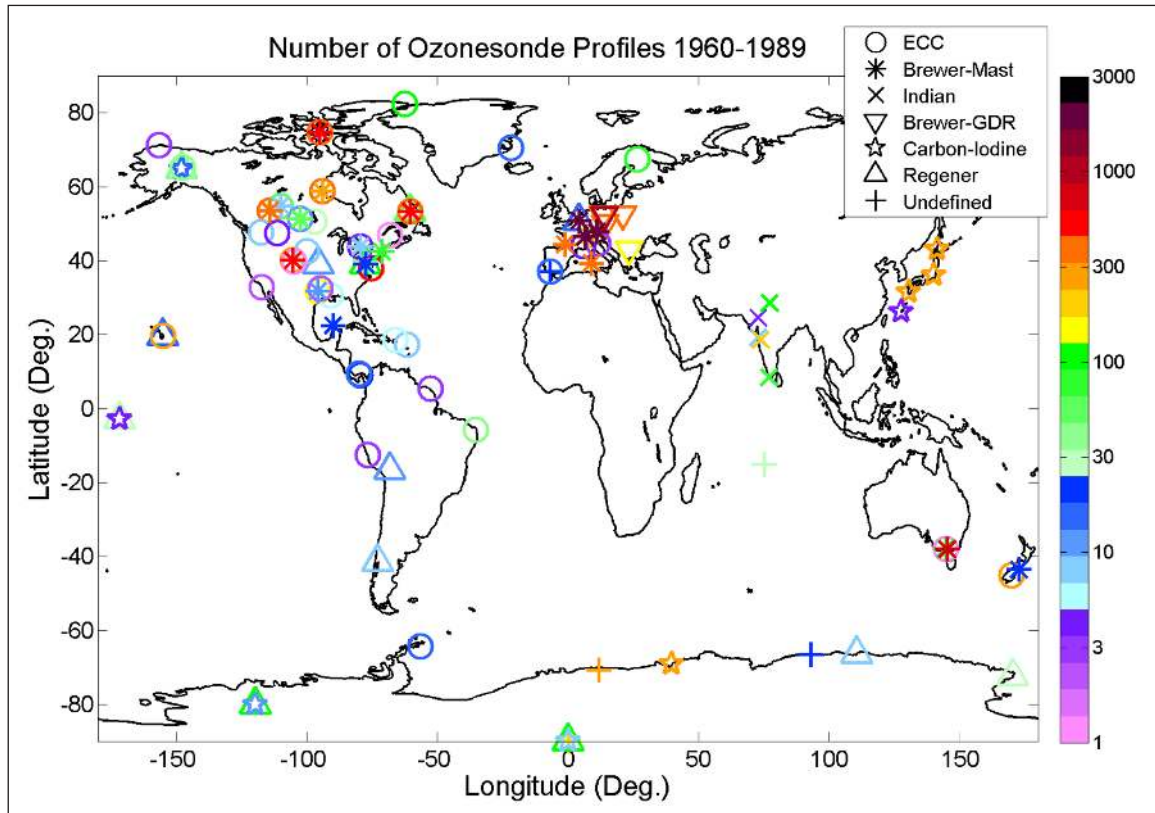 Number of Ozonesonde Profiles 1960-1989
ECC
Brewer-Mast
Indian
Brewer-GDR
Carbon-Iodine
Regener
Undefined
3000
1000
300
100
30
10
3
1
80
60
40
20
0
-20
-40
-60
-80
Latitude (Deg.)
-150
-100
-50
0
50
100
150
Longitude (Deg.)